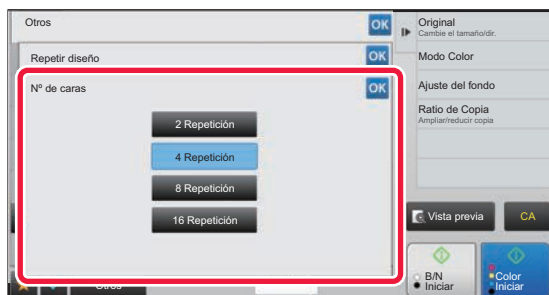 Otros
OK
Repetir diseño
OK
Nº de caras
OK
2 Repetición
4 Repetición
8 Repetición
16 Repetición
Otros
Original
Cambie el tamaño/dir.
Modo Color
Ajuste del fondo
Ratio de Copia
Ampliar/reducir copia
Vista previa
CA
B/N
Iniciar
Color
Iniciar